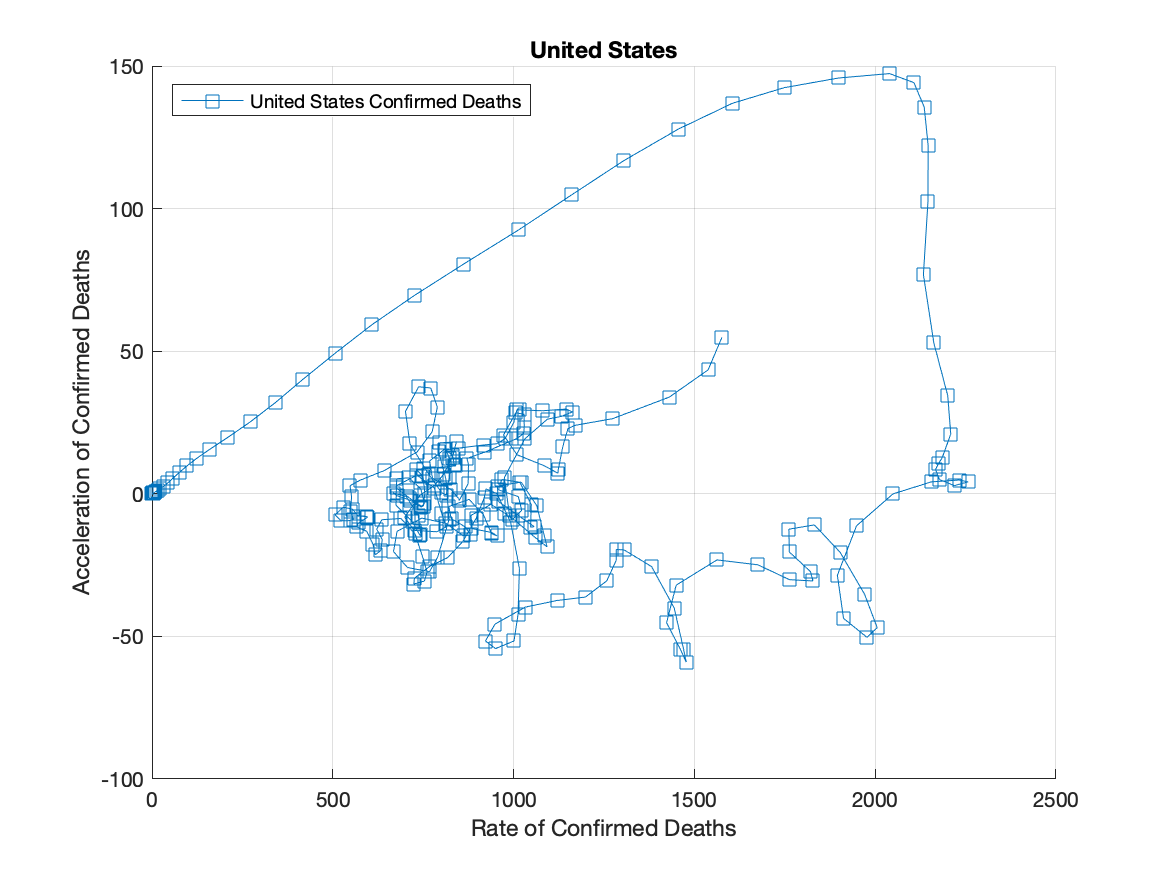 United States
150
United States Confirmed Deaths
100
50
0
-50
-100
Acceleration of Confirmed Deaths
0 500 1000 1500 2000 2500
Rate of Confirmed Deaths